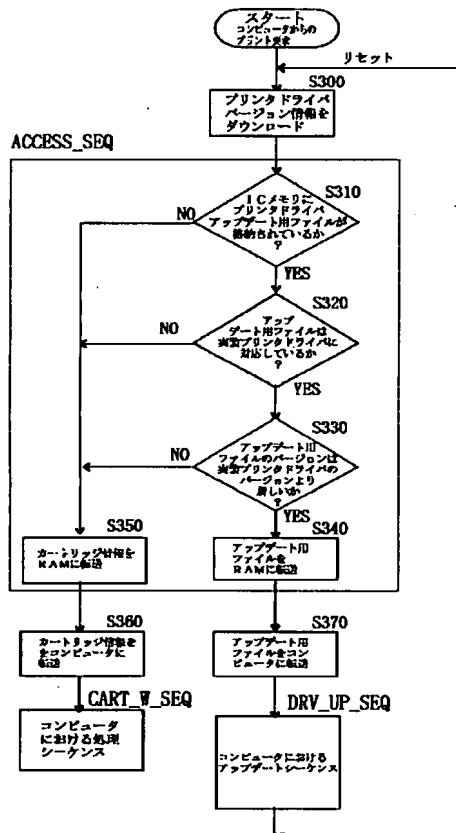 スタート
コンピュータからの
プリント要求
リセット
S300
プリンタドライバ
バージョン情報を
ダウンロード
ACCESS_SEQ
S310
ICメモリに
プリンタドライバ
アップデート用ファイルが
格納されているか
?
NO
YES
S320
アップ
デート用ファイルは
実装プリンタドライバに
対応しているか
?
NO
YES
S330
アップデート用
ファイルのバージョンは
実装プリンタドライバの
バージョンより
新しいか
?
NO
YES
S350
カートリッジ情報を
RAMに転送
S340
アップデート用
ファイルを
RAMに転送
S360
カートリッジ情報を
をコンピュータに
転送
S370
アップデート用
ファイルをコン
ピュータに転送
CART_W_SEQ
コンピュータ
における処理
シーケンス
DRV_UP_SEQ
コンピュータにおける
アップデートシーケンス